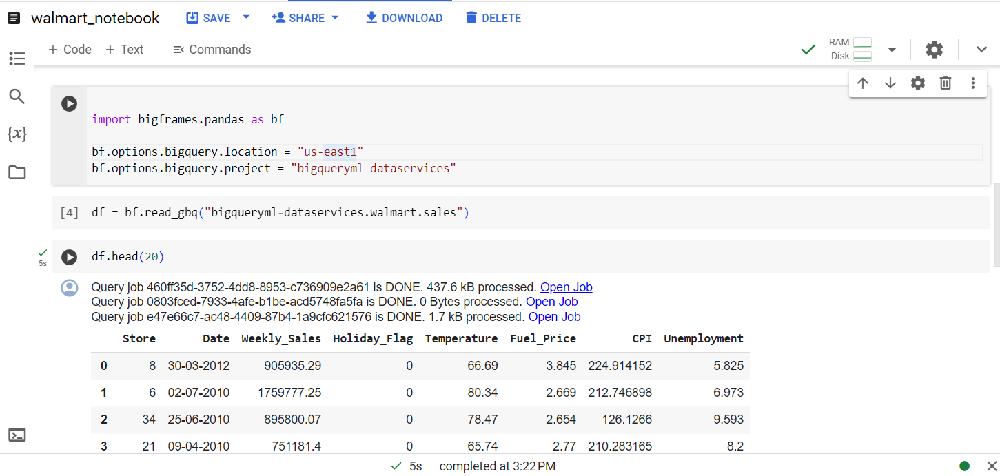 walmart_notebook SAVE SHARE DOWNLOAD DELETE
+ Code + Text Commands RAM
Disk
import bigframes.pandas as bf
bf.options.bigquery.location = "us-east1"
bf.options.bigquery.project = "bigqueryml-dataservices"
[4] df = bf.read_gbq("bigqueryml-dataservices.walmart.sales")
df.head(20)
5s
Query job 460ff35d-3752-4dd8-8953-c736909e2a61 is DONE. 437.6 kB processed. Open Job
Query job 0803fced-7933-4afe-b1be-acd5748fa5fa is DONE. 0 Bytes processed. Open Job
Query job e47e66c7-ac48-4409-87b4-1a9cfc621576 is DONE. 1.7 kB processed. Open Job
Store Date Weekly_Sales Holiday_Flag Temperature Fuel_Price CPI Unemployment
0 8 30-03-2012 905935.29 0 66.69 3.845 224.914152 5.825
1 6 02-07-2010 1759777.25 0 80.34 2.669 212.746898 6.973
2 34 25-06-2010 895800.07 0 78.47 2.654 126.1266 9.593
3 21 09-04-2010 751181.4 0 65.74 2.77 210.283165 8.2
5s completed at 3:22 PM